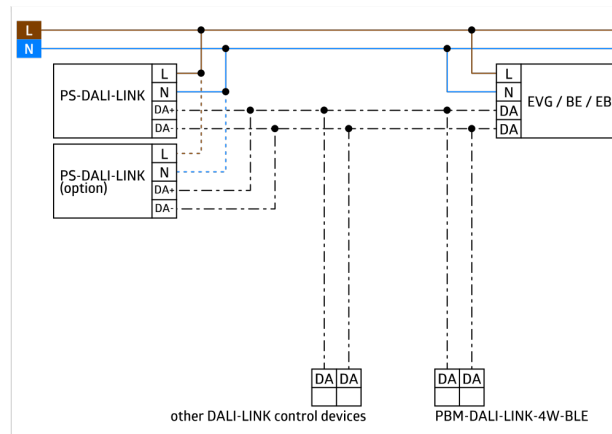 L
N
PS-DALI-LINK
L
N
DA+
DA-
PS-DALI-LINK
(option)
L
N
DA+
DA-
L
N
DA
DA
EVG / BE / EB
DA DA
other DALI-LINK control devices
DA DA
PBM-DALI-LINK-4W-BLE